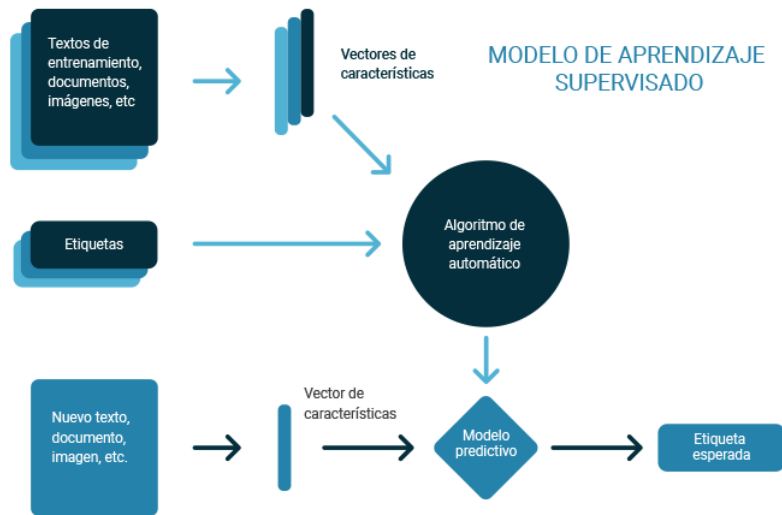 Textos de
entrenamiento,
documentos,
imágenes, etc
Vectores de
características
MODELO DE APRENDIZAJE
SUPERVISADO
Etiquetas
Algoritmo de
aprendizaje
automático
Nuevo texto,
documento,
imagen, etc.
Vector de
características
Modelo
predictivo
Etiqueta
esperada